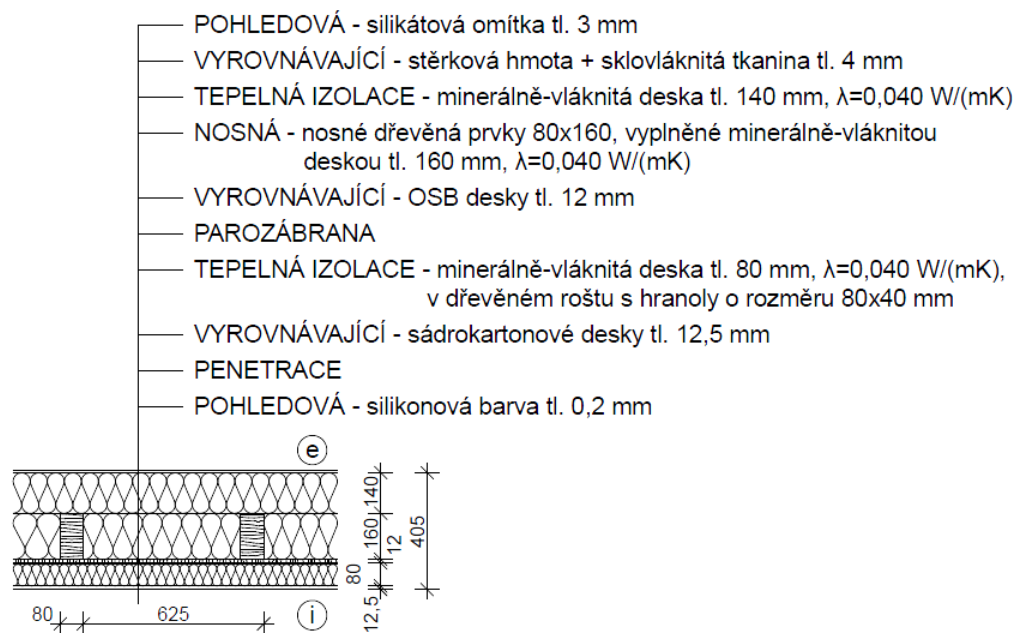 POHLEDOVÁ - silikátová omítka tl. 3 mm
VYROVNÁVAJÍCÍ - stěrková hmota + sklovláknitá tkanina tl. 4 mm
TEPELNÁ IZOLACE - minerálně-vláknitá deska tl. 140 mm, λ=0,040 W/(mK)
NOSNÁ - nosné dřevěná prvky 80x160, vyplněné minerálně-vláknitou
deskou tl. 160 mm, λ=0,040 W/(mK)
VYROVNÁVAJÍCÍ - OSB desky tl. 12 mm
PAROZÁBRANA
TEPELNÁ IZOLACE - minerálně-vláknitá deska tl. 80 mm, λ=0,040 W/(mK),
v dřevěném roštu s hranoly o rozměru 80x40 mm
VYROVNÁVAJÍCÍ - sádrokartonové desky tl. 12,5 mm
PENETRACE
POHLEDOVÁ - silikonová barva tl. 0,2 mm
e
140
160
12
405
80
12,5
80
625
i